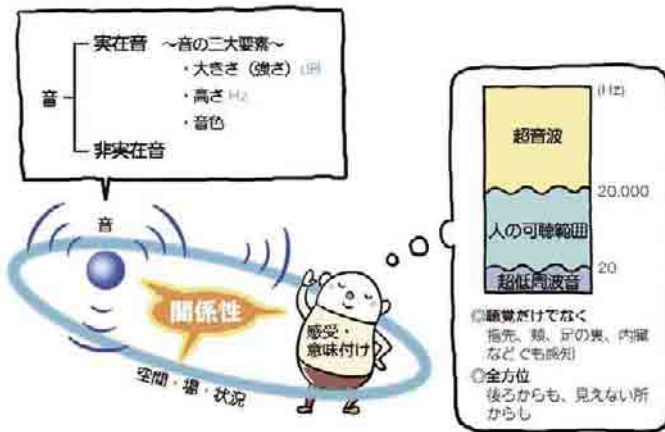 音
実在音 ～音の三大要素～
・大きさ（強さ）dB
・高さ Hz
・音色
非実在音
音
関係性
感受・
意味付け
空間・場・状況
(Hz)
超音波
20,000
人の可聴範囲
20
超低周波音
◎聴覚だけでなく
指先、頬、足の裏、内臓
などでも感知
◎全方位
後ろからも、見えない所
からも